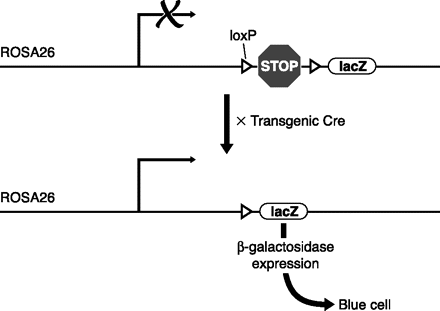 ROSA26
loxP
STOP
lacZ
× Transgenic Cre
ROSA26
lacZ
β-galactosidase
expression
Blue cell